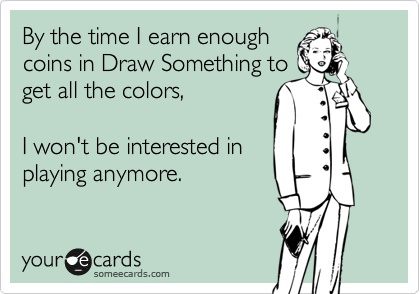 By the time I earn enough
coins in Draw Something to
get all the colors,
I won't be interested in
playing anymore.
your e cards
someecards.com